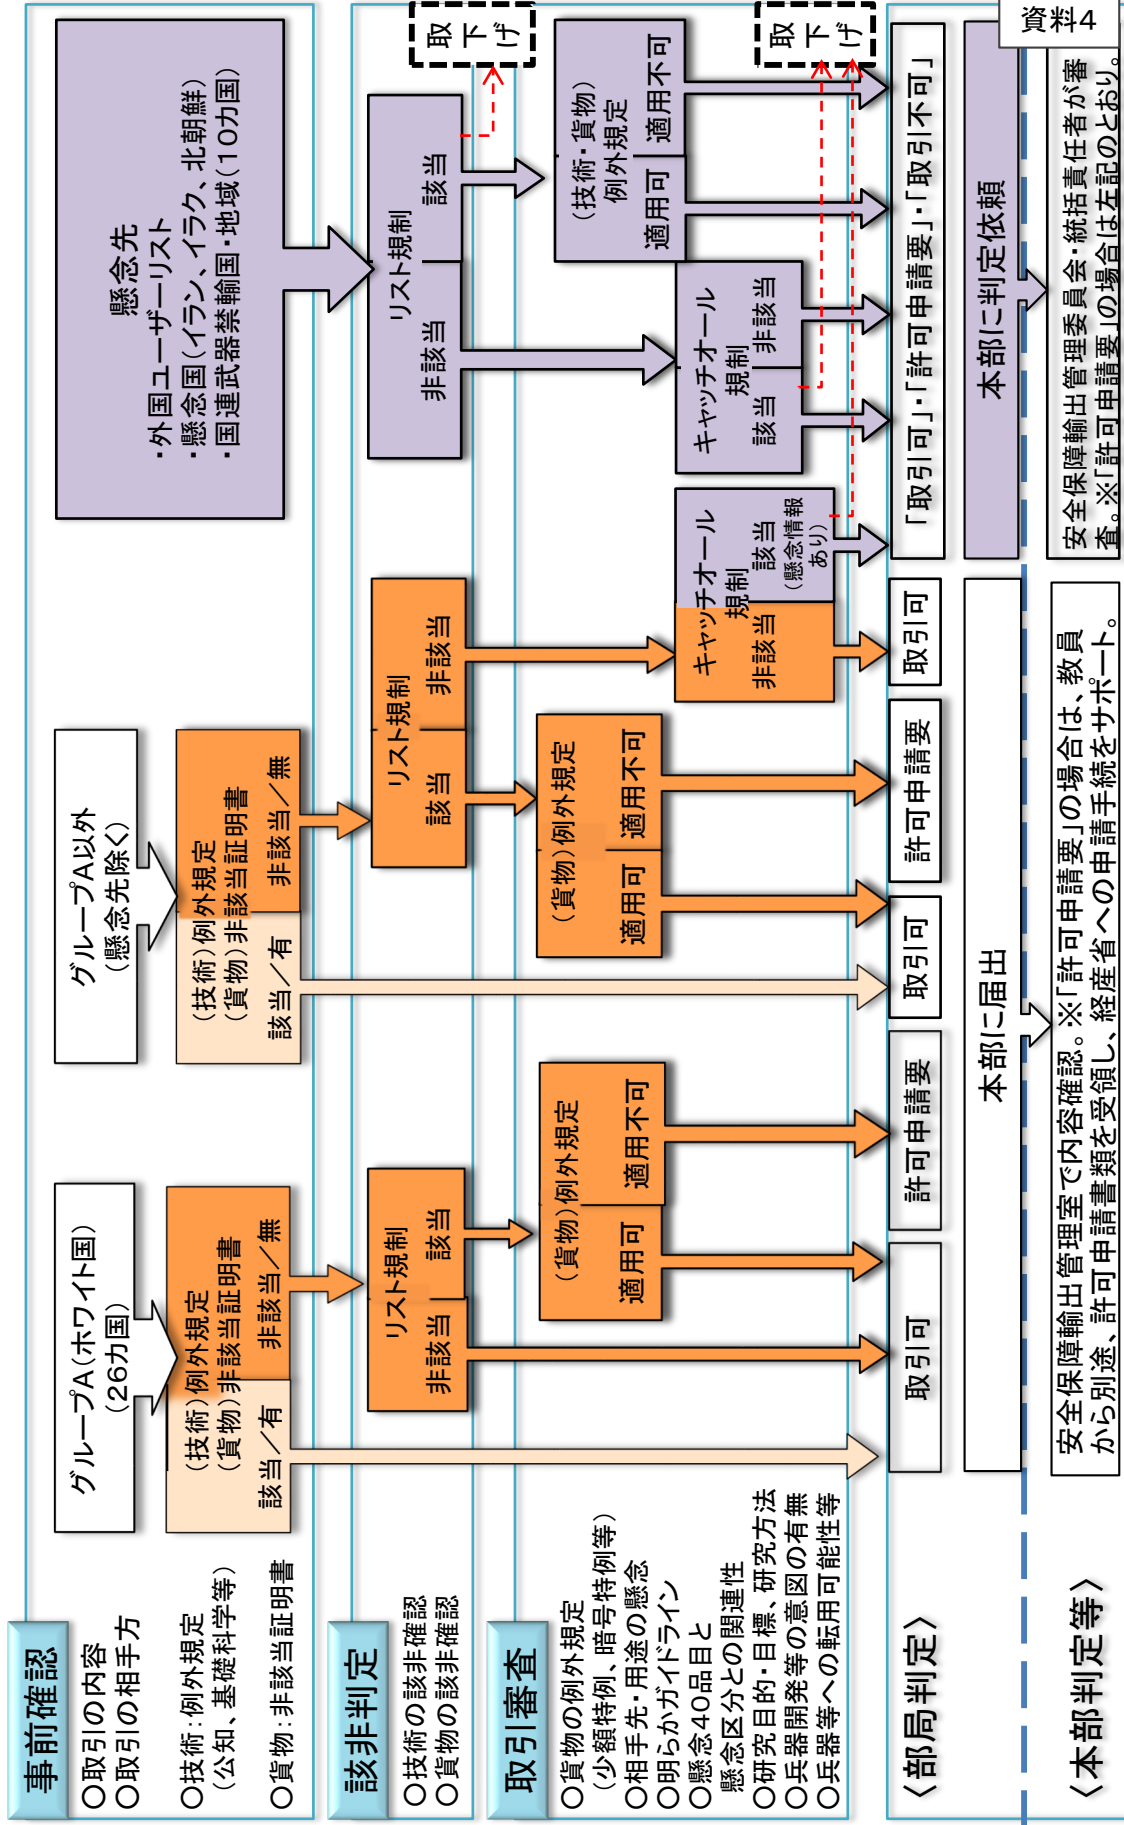 資料4
事前確認
○取引の内容
○取引の相手方
○技術：例外規定
（公知、基礎科学等）
○貨物：非該当証明書
グループA（ホワイト国）
（26カ国）
（技術）例外規定
（貨物）非該当証明書
該当／有
非該当／無
グループA以外
（懸念先除く）
（技術）例外規定
（貨物）非該当証明書
該当／有
非該当／無
懸念先
・外国ユーザーリスト
・懸念国（イラン、イラク、北朝鮮）
・国連武器禁輸国・地域（10カ国）
該非判定
○技術の該非確認
○貨物の該非確認
リスト規制
非該当
該当
リスト規制
該当
非該当
リスト規制
非該当
該当
取下げ
取引審査
○貨物の例外規定
（少額特例、暗号特例等）
○相手先・用途の懸念
○明らかガイドライン
○懸念40品目と
懸念区分との関連性
○研究目的・目標、研究方法
○兵器開発等の意図の有無
○兵器等への転用可能性等
（貨物）例外規定
適用可
適用不可
（貨物）例外規定
適用可
適用不可
キャッチオール
規制
非該当
該当
（懸念情報
あり）
キャッチオール
規制
該当
非該当
（技術・貨物）
例外規定
適用可
適用不可
取下げ
＜部局判定＞
取引可
許可申請要
取引可
許可申請要
取引可
「取引可」・「許可申請要」・「取引不可」
本部に届出
本部に判定依頼
＜本部判定等＞
安全保障輸出管理室で内容確認。※「許可申請要」の場合は、教員
から別途、許可申請書類を受領し、経産省への申請手続をサポート。
安全保障輸出管理委員会・統括責任者が審
査。※「許可申請要」の場合は左記のとおり。